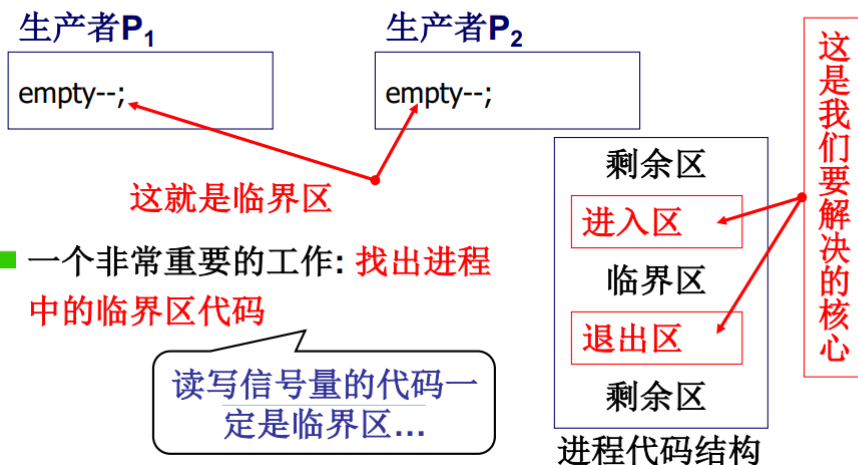 生产者P1
生产者P2
empty--;
empty--;
这就是临界区
一个非常重要的工作: 找出进程
中的临界区代码
读写信号量的代码一
定是临界区...
剩余区
进入区
临界区
退出区
剩余区
进程代码结构
这是我们要解决的核心